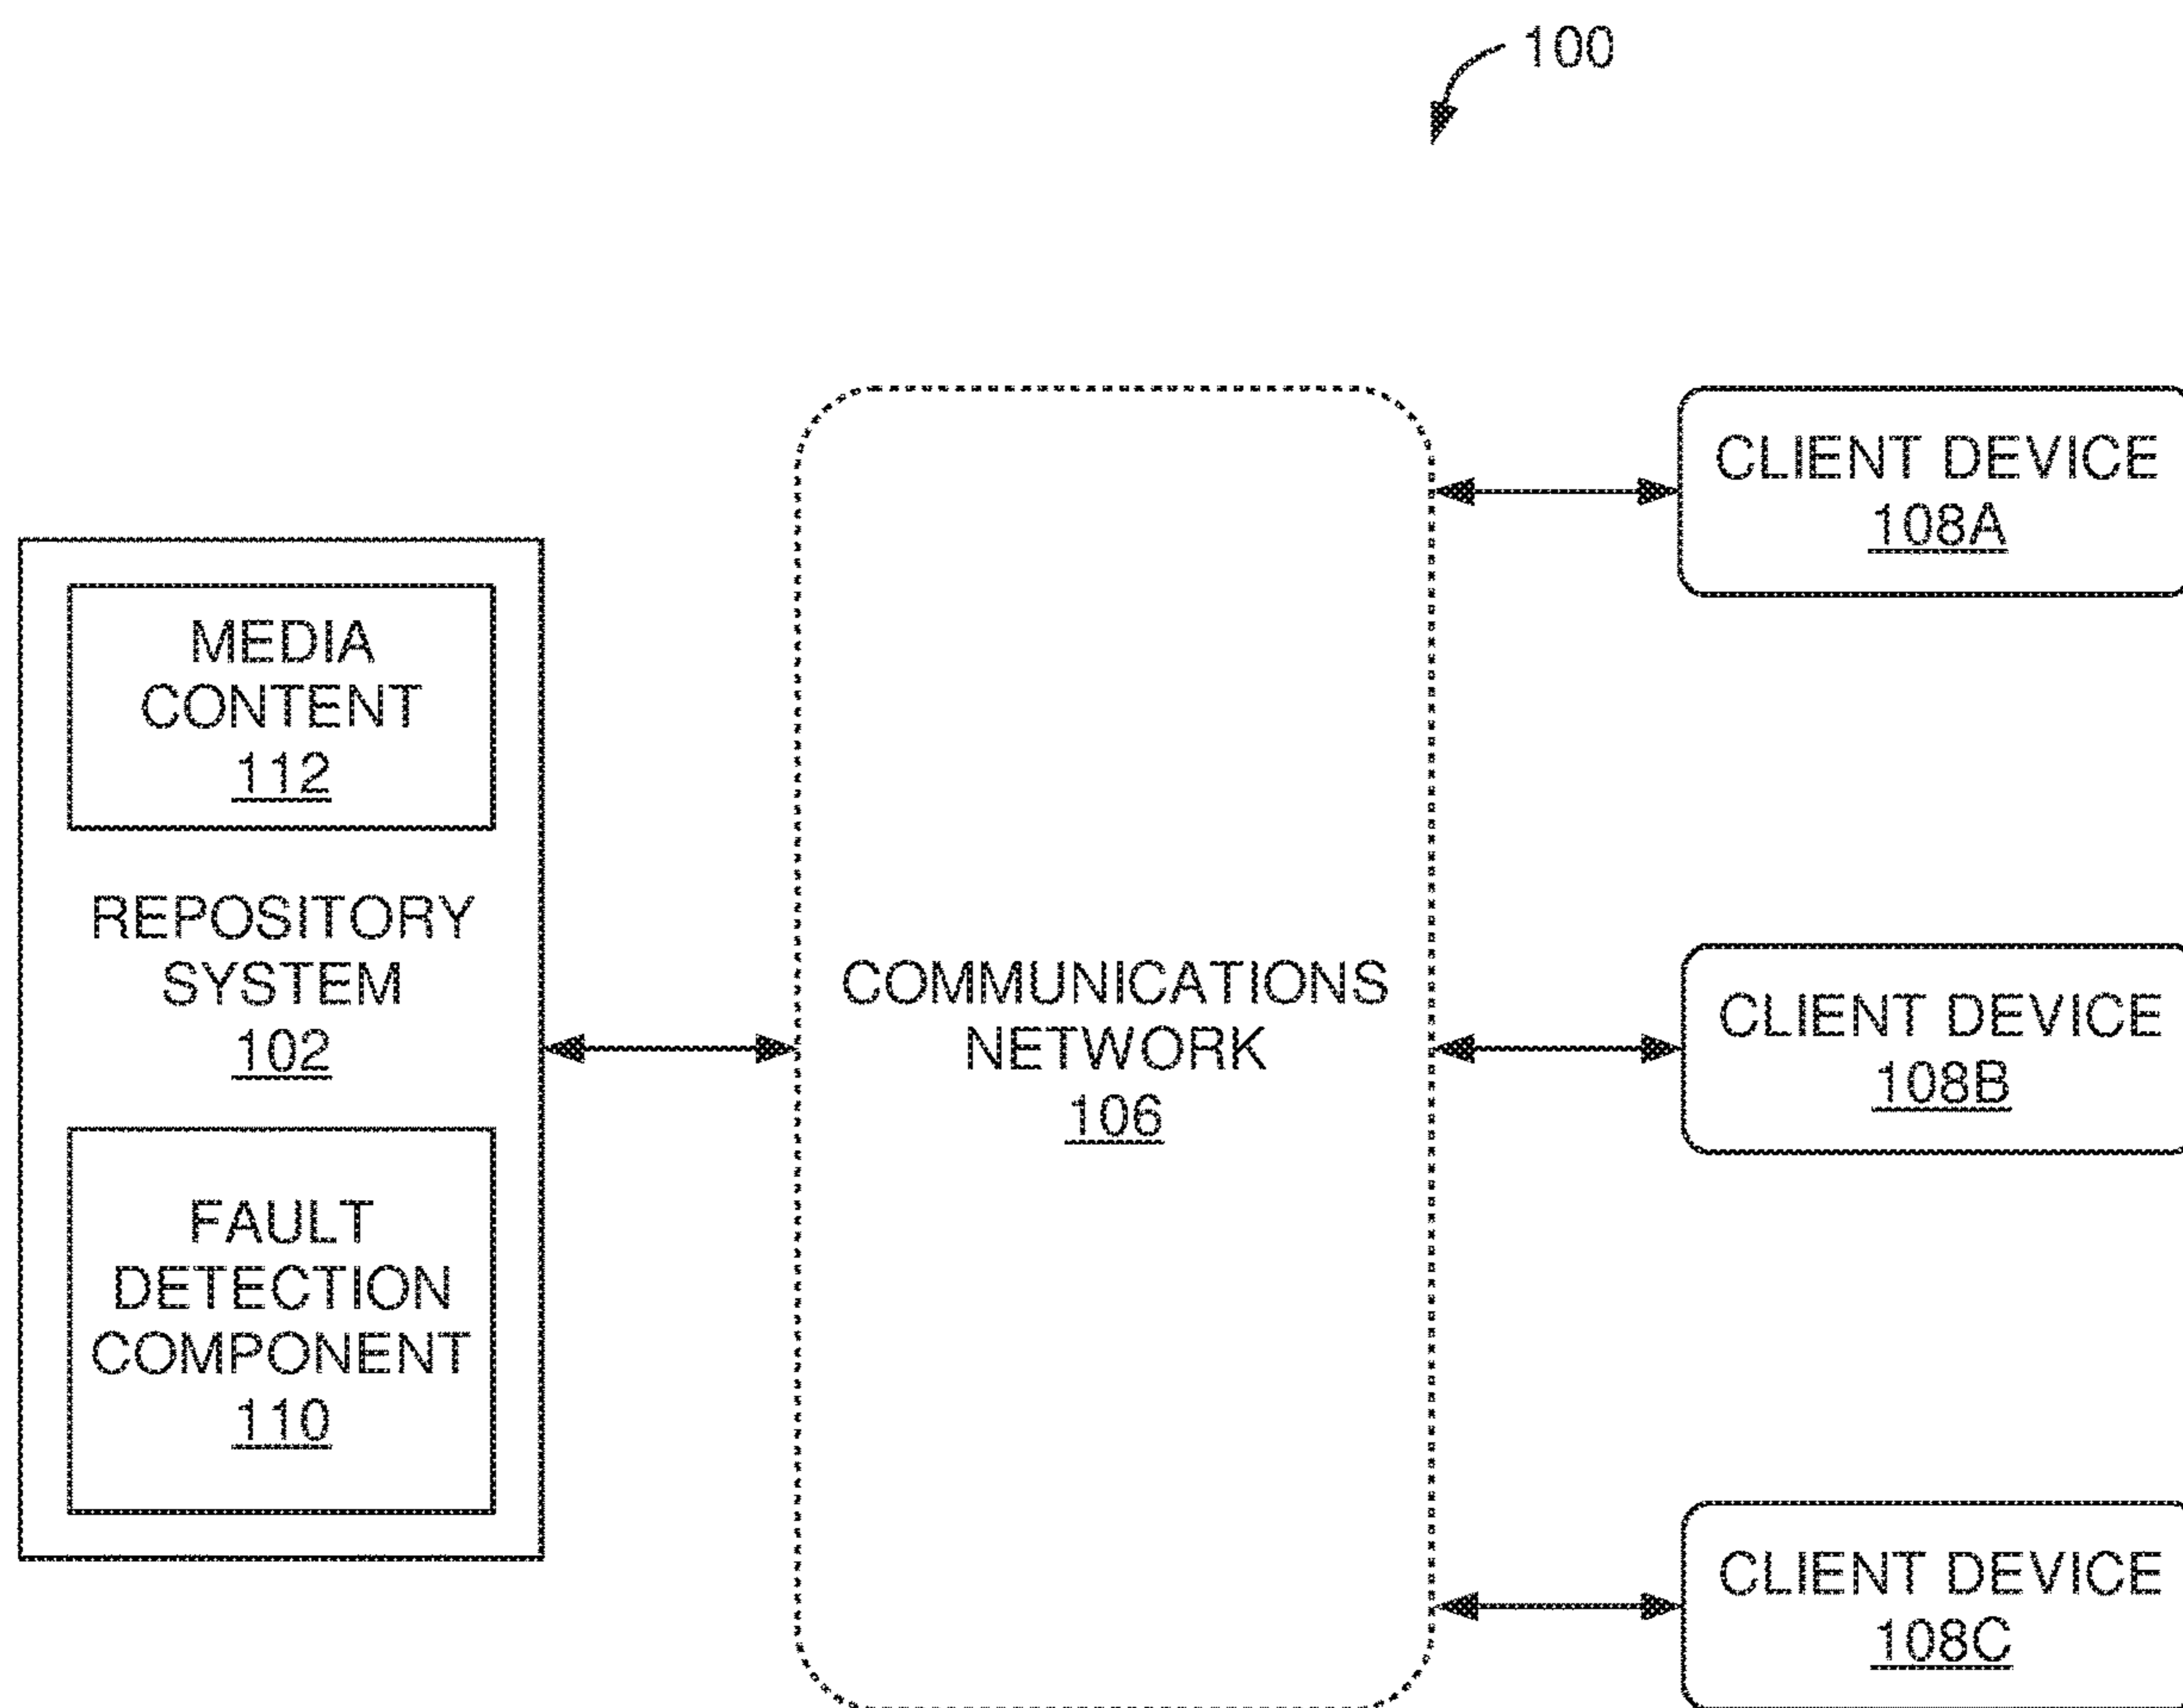 100
MEDIA
CONTENT
112
REPOSITORY
SYSTEM
102
FAULT
DETECTION
COMPONENT
110
COMMUNICATIONS
NETWORK
106
CLIENT DEVICE
108A
CLIENT DEVICE
108B
CLIENT DEVICE
108C